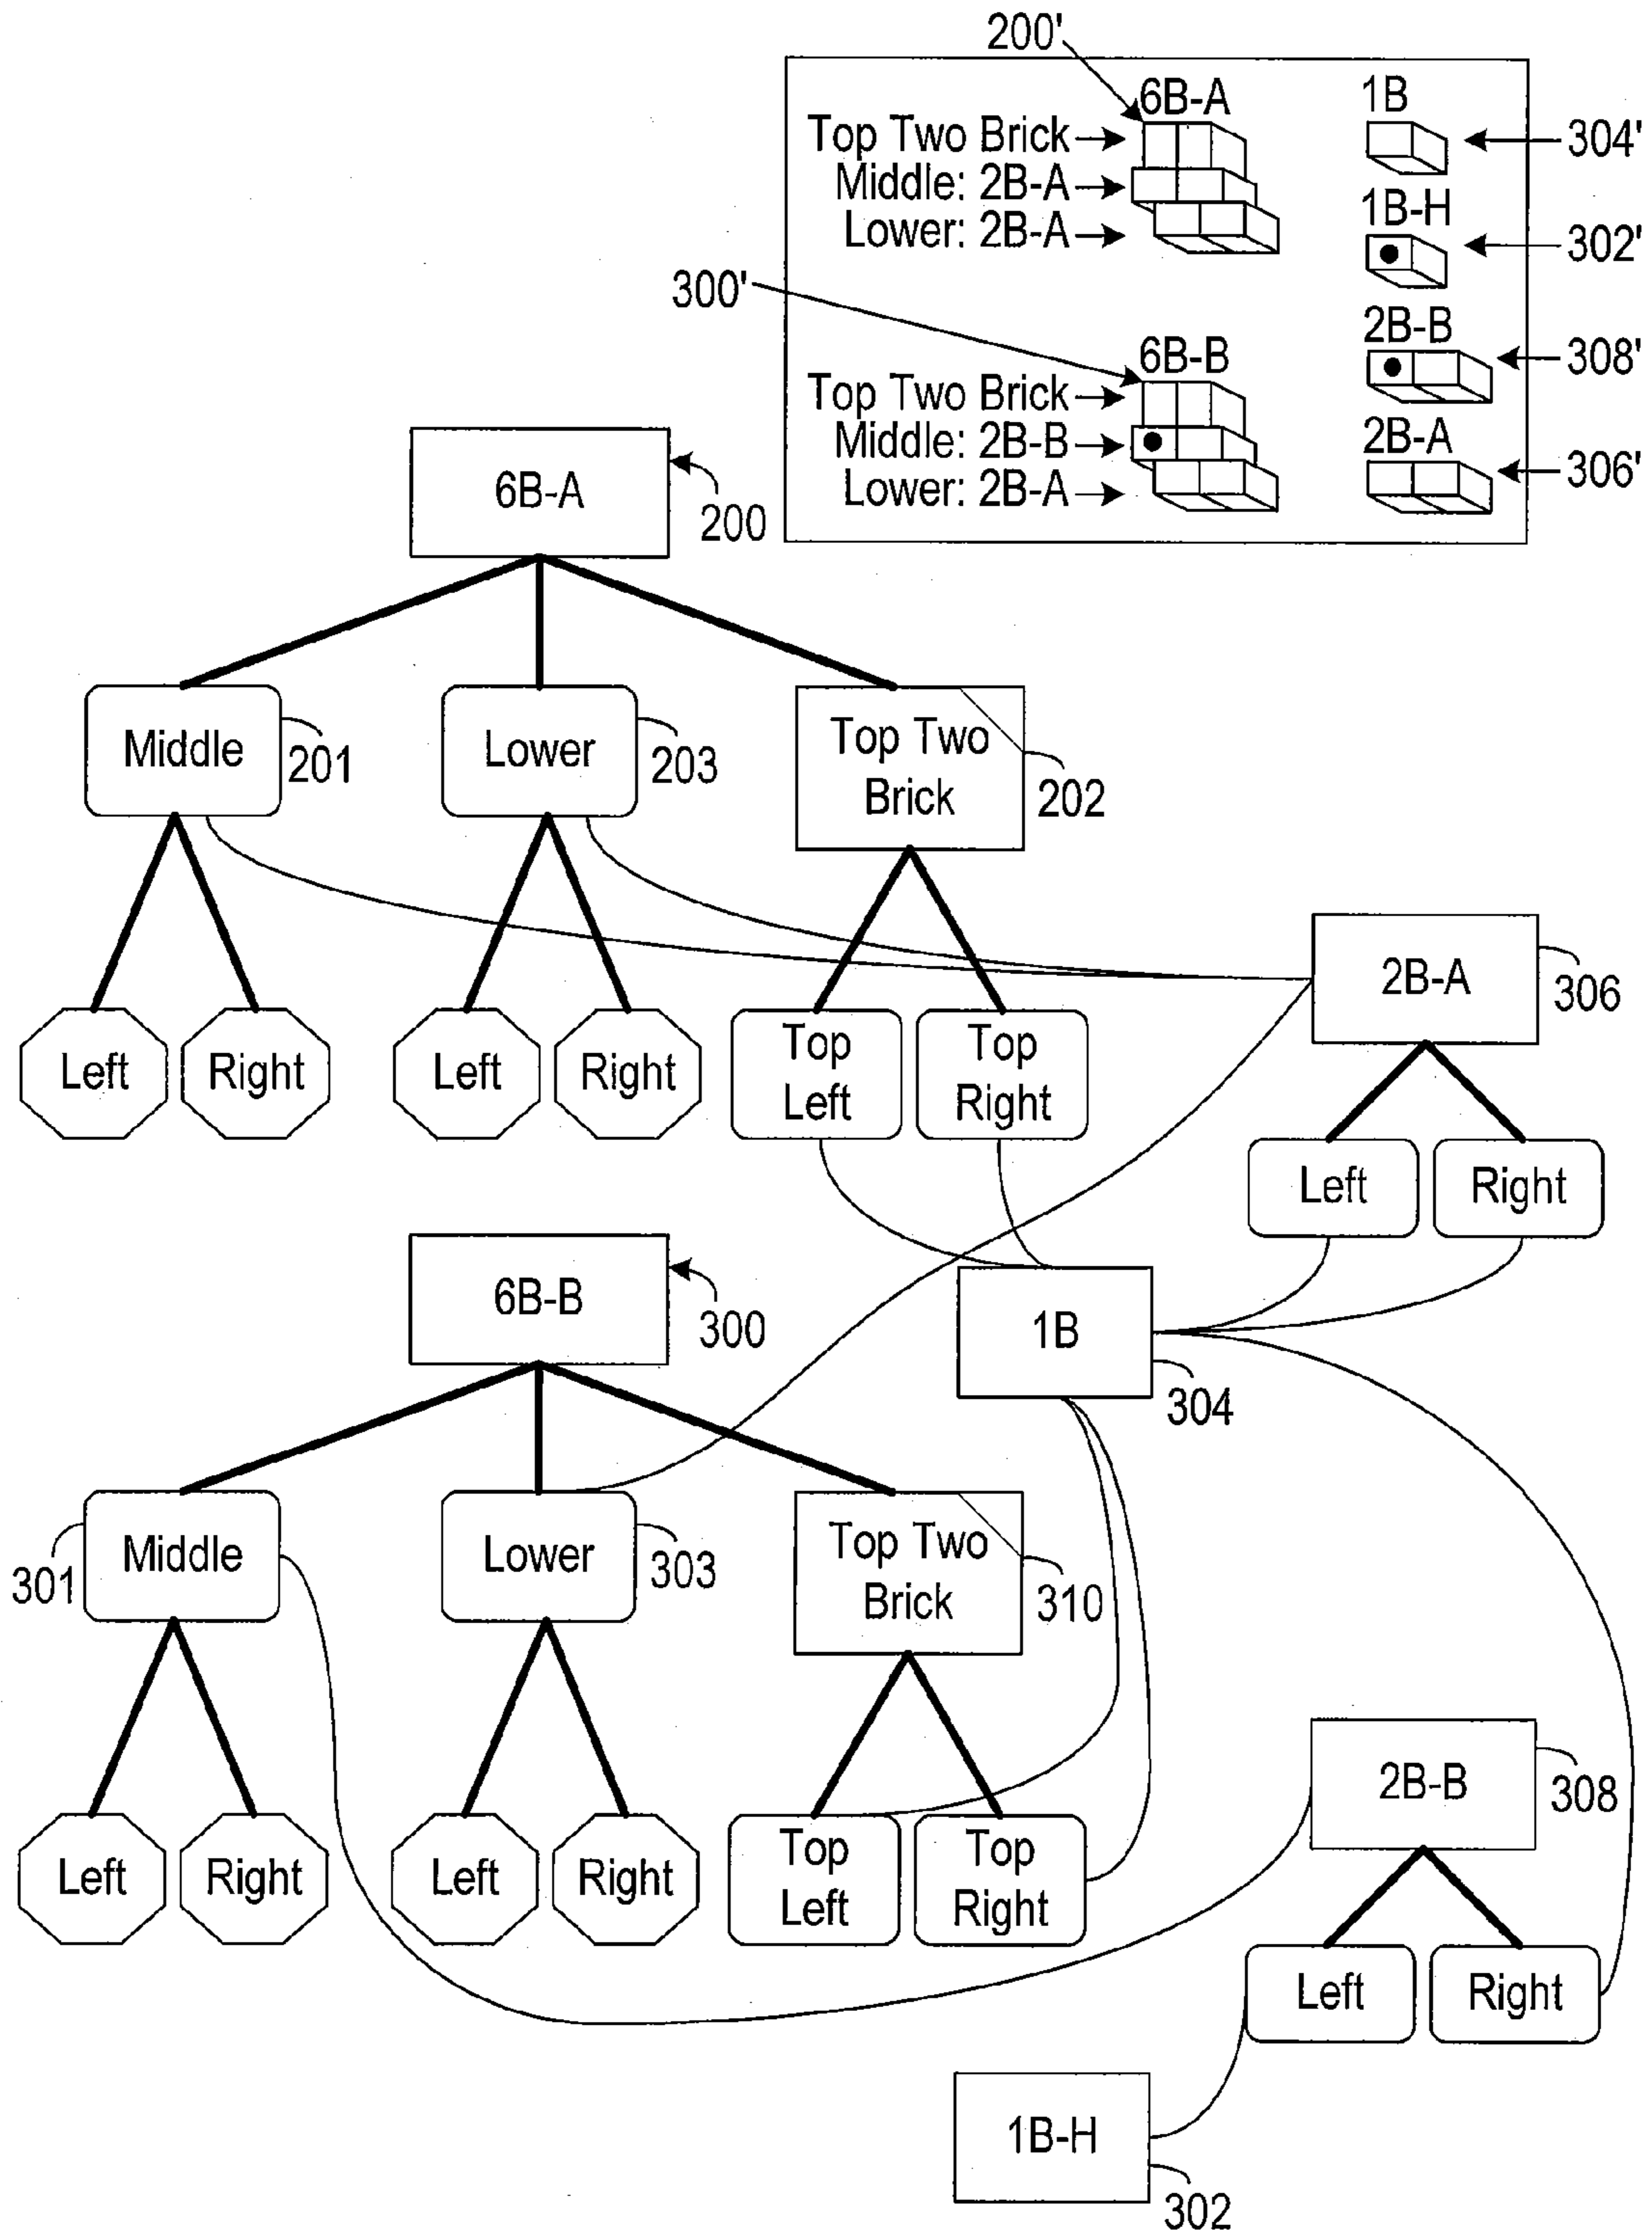 200'
6B-A
1B
Top Two Brick
304'
Middle: 2B-A
1B-H
Lower: 2B-A
302'
300'
2B-B
6B-B
308'
Top Two Brick
Middle: 2B-B
2B-A
Lower: 2B-A
306'
6B-A
200
Middle
201
Lower
203
Top Two
Brick
202
2B-A
306
Left
Right
Left
Right
Top
Left
Top
Right
Left
Right
6B-B
300
1B
304
Middle
301
Lower
303
Top Two
Brick
310
2B-B
308
Left
Right
Left
Right
Top
Left
Top
Right
Left
Right
1B-H
302